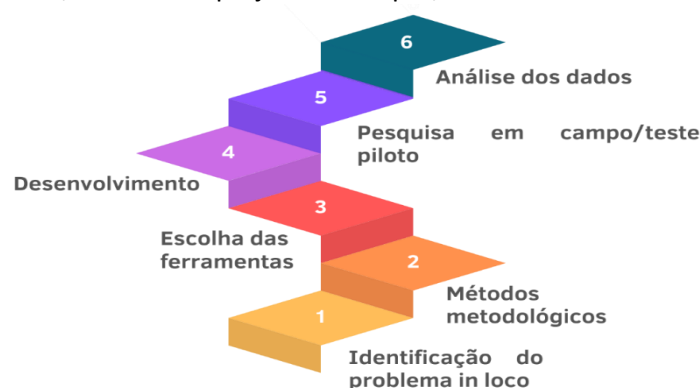 6
Análise dos dados
5
Pesquisa em campo/teste
piloto
4
Desenvolvimento
3
Escolha das
ferramentas
2
Métodos
metodológicos
1
Identificação do
problema in loco